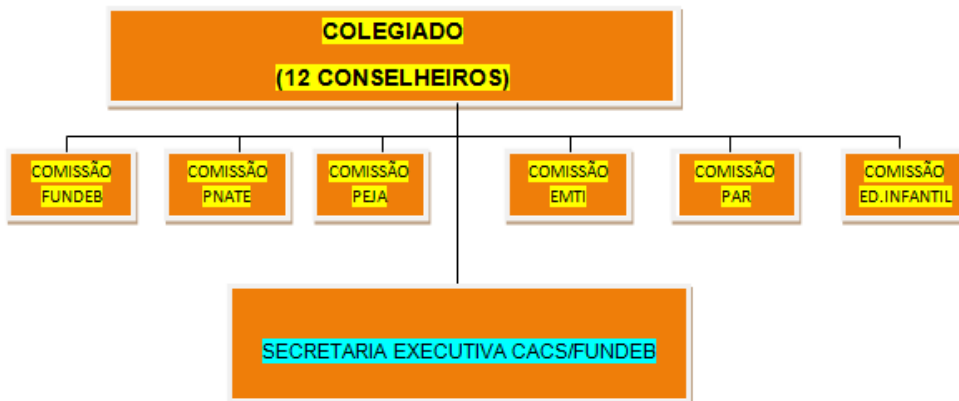 COLEGIADO
(12 CONSELHEIROS)
COMISSÃO
FUNDEB
COMISSÃO
PNATE
COMISSÃO
PEJA
COMISSÃO
EMTI
COMISSÃO
PAR
COMISSÃO
ED.INFANTIL
SECRETARIA EXECUTIVA CACS/FUNDEB